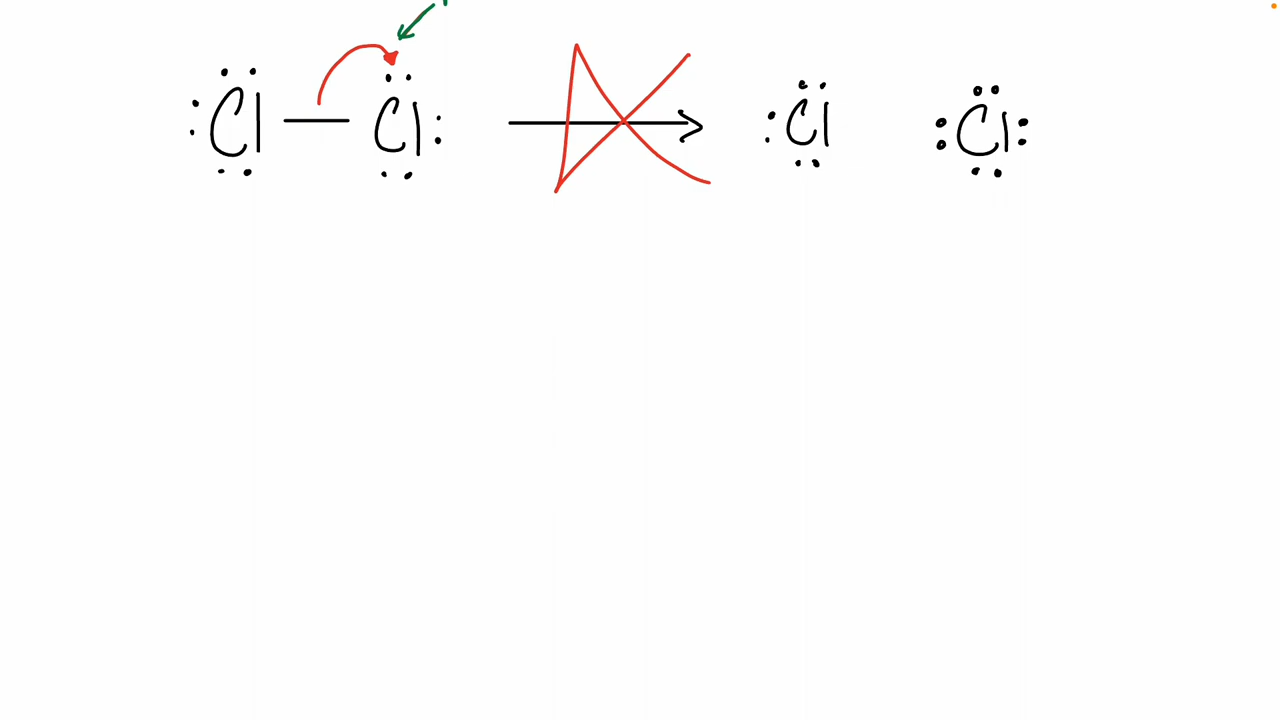 :Cl — Cl: → :Cl :Cl: